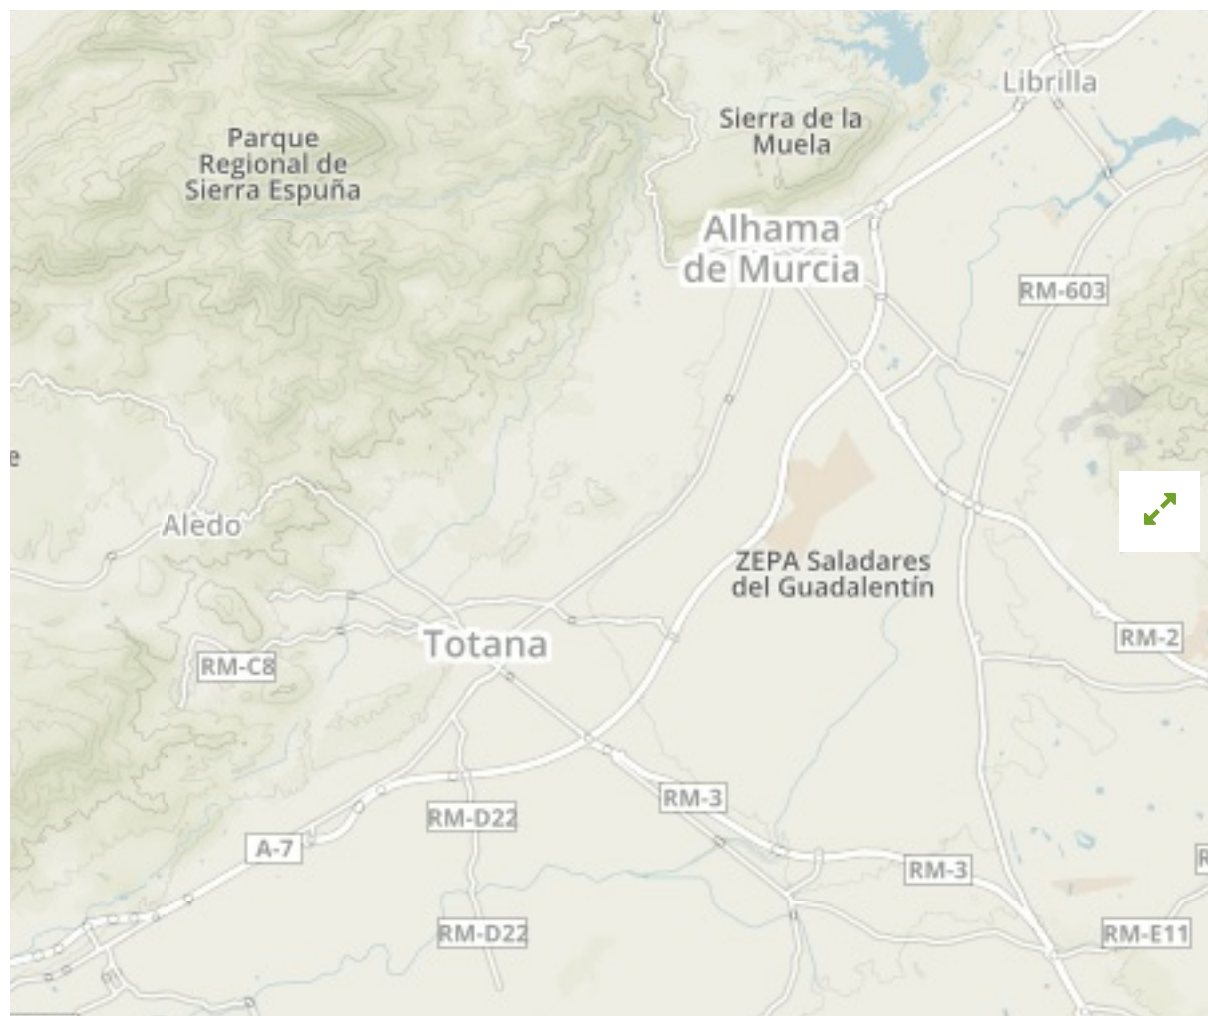 Librilla
Sierra de la
Muela
Parque
Regional de
Sierra Espuña
Alhama
de Murcia
RM-603
e
Aledo
ZEPA Saladares
del Guadalentín
Totana
RM-2
RM-C8
RM-3
RM-D22
A-7
RM-3
R
RM-D22
RM-E11